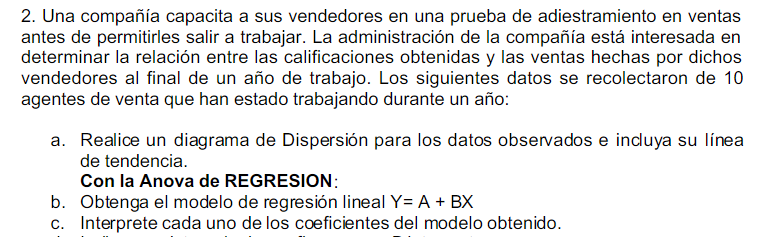 2. Una compañía capacita a sus vendedores en una prueba de adiestramiento en ventas
antes de permitirles salir a trabajar. La administración de la compañía está interesada en
determinar la relación entre las calificaciones obtenidas y las ventas hechas por dichos
vendedores al final de un año de trabajo. Los siguientes datos se recolectaron de 10
agentes de venta que han estado trabajando durante un año:
a. Realice un diagrama de Dispersión para los datos observados e incluya su línea
de tendencia.
Con la Anova de REGRESION:
b. Obtenga el modelo de regresión lineal Y= A + BX
c. Interprete cada uno de los coeficientes del modelo obtenido.